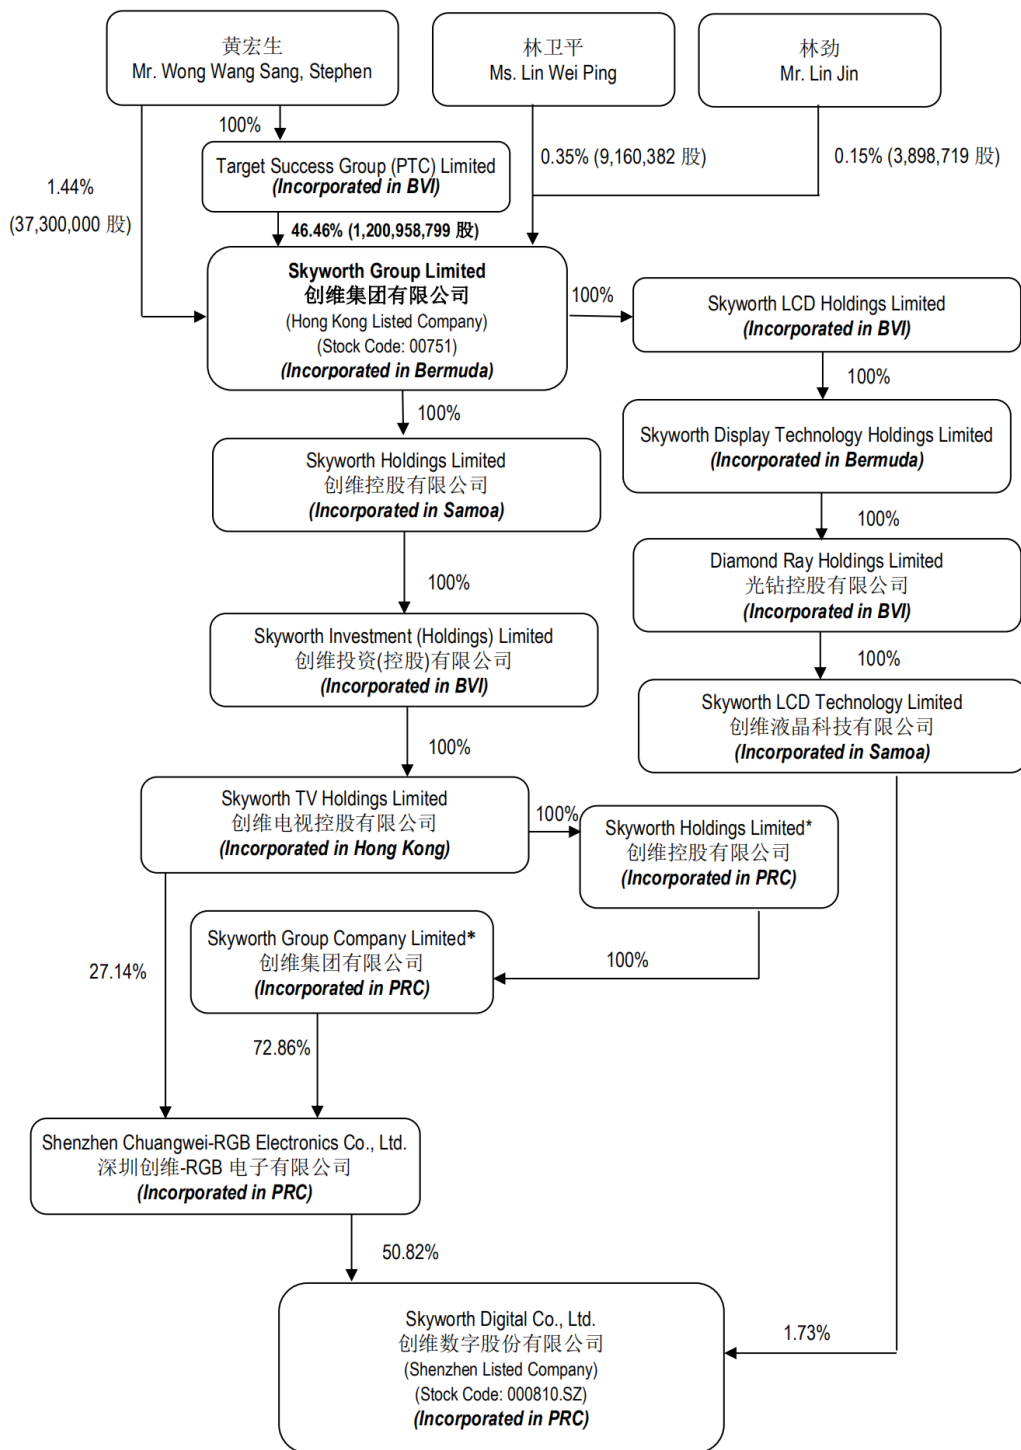 黄宏生
Mr. Wong Wang Sang, Stephen
林卫平
Ms. Lin Wei Ping
林劲
Mr. Lin Jin
100%
Target Success Group (PTC) Limited
(Incorporated in BVI)
0.35% (9,160,382 股)
0.15% (3,898,719 股)
1.44%
(37,300,000 股)
46.46% (1,200,958,799 股)
Skyworth Group Limited
创维集团有限公司
(Hong Kong Listed Company)
(Stock Code: 00751)
(Incorporated in Bermuda)
100%
Skyworth LCD Holdings Limited
(Incorporated in BVI)
100%
100%
Skyworth Display Technology Holdings Limited
(Incorporated in Bermuda)
Skyworth Holdings Limited
创维控股有限公司
(Incorporated in Samoa)
100%
Diamond Ray Holdings Limited
光钻控股有限公司
(Incorporated in BVI)
100%
Skyworth Investment (Holdings) Limited
创维投资(控股)有限公司
(Incorporated in BVI)
100%
Skyworth LCD Technology Limited
创维液晶科技有限公司
(Incorporated in Samoa)
100%
Skyworth TV Holdings Limited
创维电视控股有限公司
(Incorporated in Hong Kong)
100%
Skyworth Holdings Limited*
创维控股有限公司
(Incorporated in PRC)
Skyworth Group Company Limited*
创维集团有限公司
(Incorporated in PRC)
100%
27.14%
72.86%
Shenzhen Chuangwei-RGB Electronics Co., Ltd.
深圳创维-RGB 电子有限公司
(Incorporated in PRC)
50.82%
Skyworth Digital Co., Ltd.
创维数字股份有限公司
(Shenzhen Listed Company)
(Stock Code: 000810.SZ)
(Incorporated in PRC)
1.73%